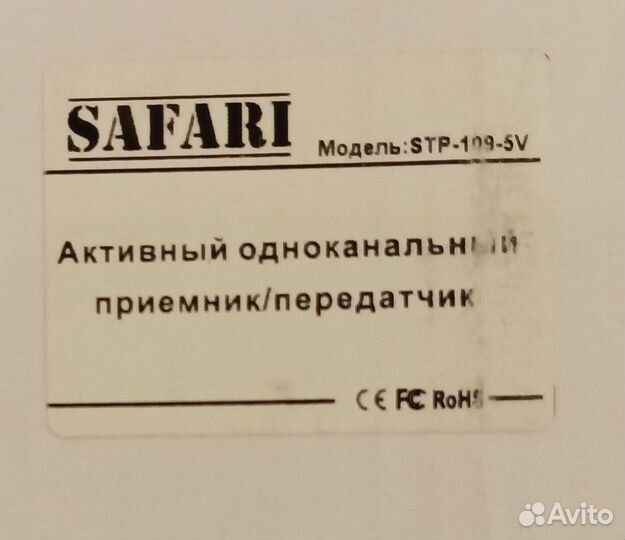 SAFARI
Модель:STP-109-5V
Активный одноканальный
приемник/передатчик
CE FC RoHS
Avito